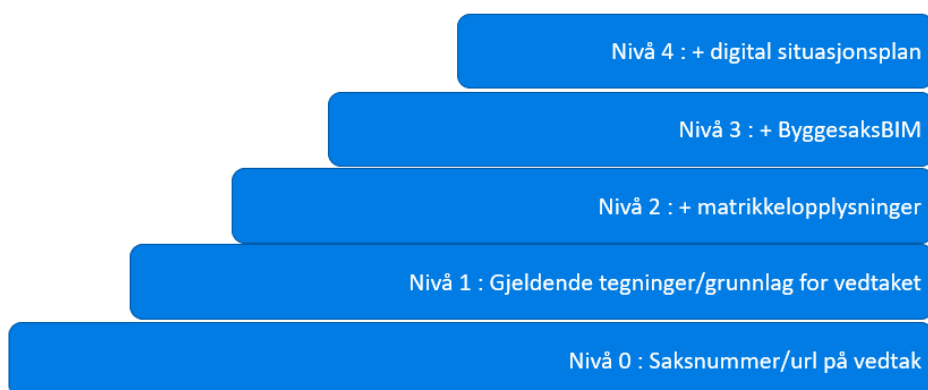 Nivå 4 : + digital situasjonsplan
Nivå 3 : + ByggesaksBIM
Nivå 2 : + matrikkelopplysninger
Nivå 1 : Gjeldende tegninger/grunnlag for vedtaket
Nivå 0 : Saksnummer/url på vedtak